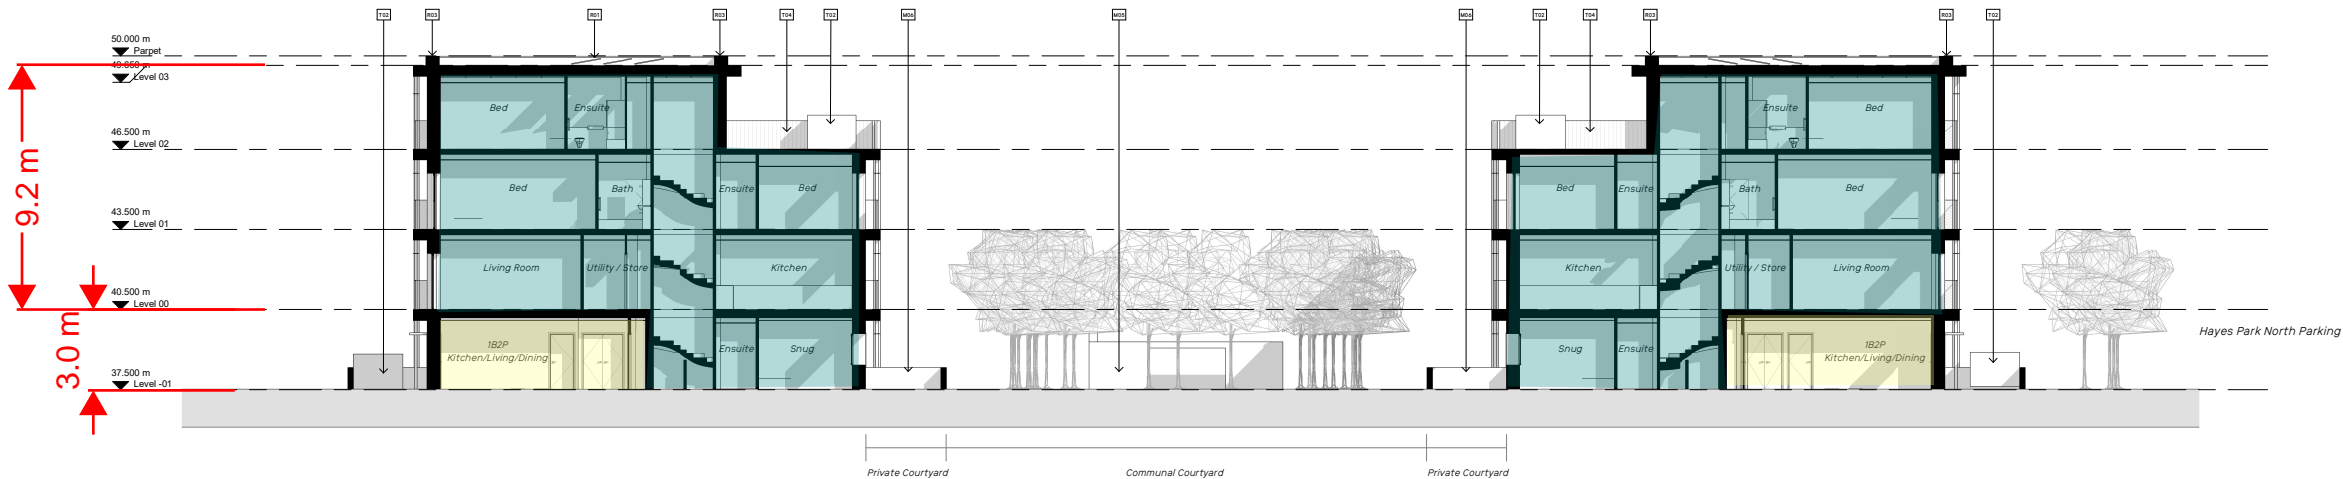 T02
R03
R01
R03
T04
T02
M06
M05
M06
T02
T04
R03
R03
T02
50.000 m
Parpet
49.650 m
Level 03
46.500 m
Level 02
43.500 m
Level 01
40.500 m
Level 00
37.500 m
Level -01
9.2 m
3.0 m
Bed
Ensuite
Bed
Bath
Ensuite
Bed
Living Room
Utility / Store
Kitchen
1B2P
Kitchen/Living/Dining
Ensuite
Snug
Ensuite
Bed
Bed
Ensuite
Bath
Bed
Kitchen
Utility / Store
Living Room
Snug
Ensuite
1B2P
Kitchen/Living/Dining
Hayes Park North Parking
Private Courtyard
Communal Courtyard
Private Courtyard